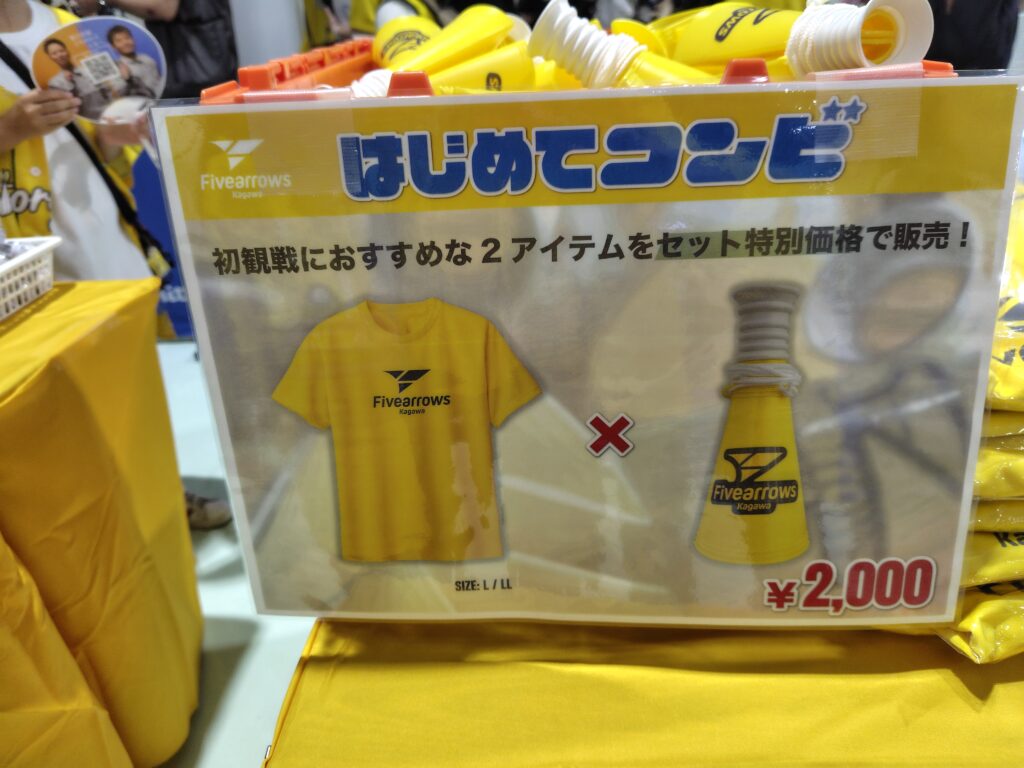 Fivearrows
Kagawa
はじめてコンビ
初観戦におすすめな2アイテムをセット特別価格で販売！
Fivearrows
Kagawa
×
Fivearrows
Kagawa
SIZE: L / LL
¥2,000